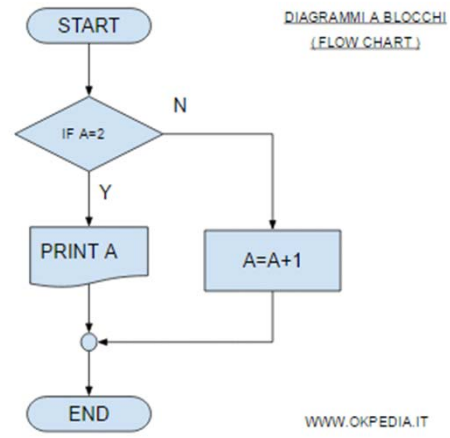 START
DIAGRAMMI A BLOCCHI
( FLOW CHART )
N
IF A=2
Y
PRINT A
A=A+1
END
WWW.OKPEDIA.IT